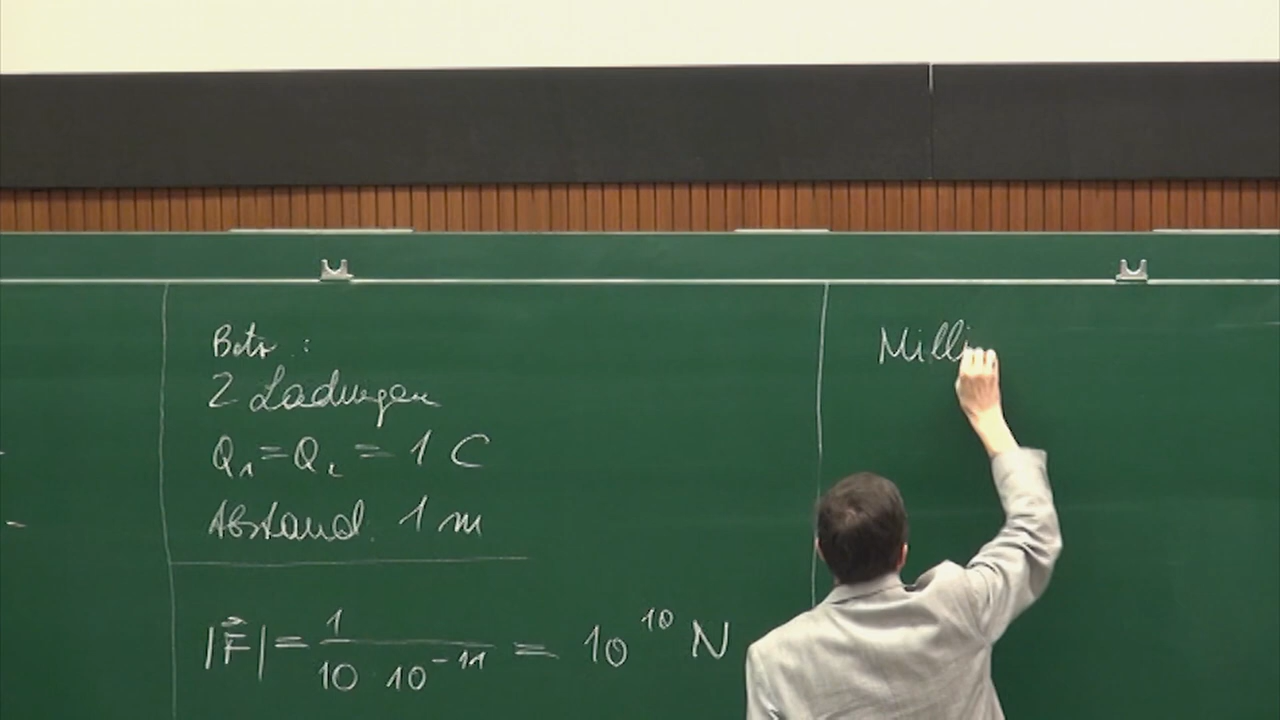 Betr :
2 Ladungen
Q₁ = Q₂ = 1 C
Abstand 1 m
|F⃗| = 1 / 10 10⁻¹¹ = 10¹⁰ N
Milli